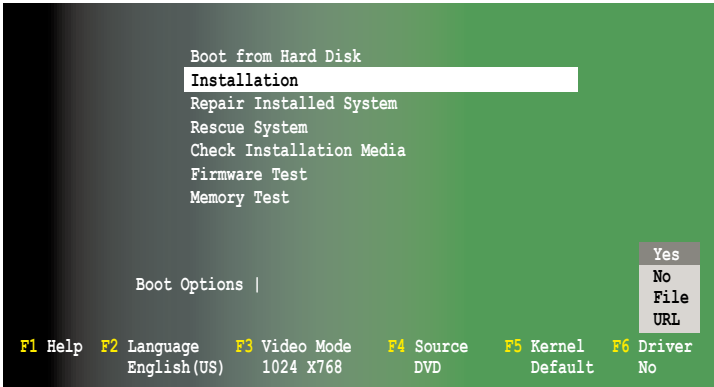 Boot from Hard Disk
Installation
Repair Installed System
Rescue System
Check Installation Media
Firmware Test
Memory Test
Boot Options |
Yes
No
File
URL
F1 Help F2 Language F3 Video Mode F4 Source F5 Kernel F6 Driver
English(US) 1024 X768 DVD Default No